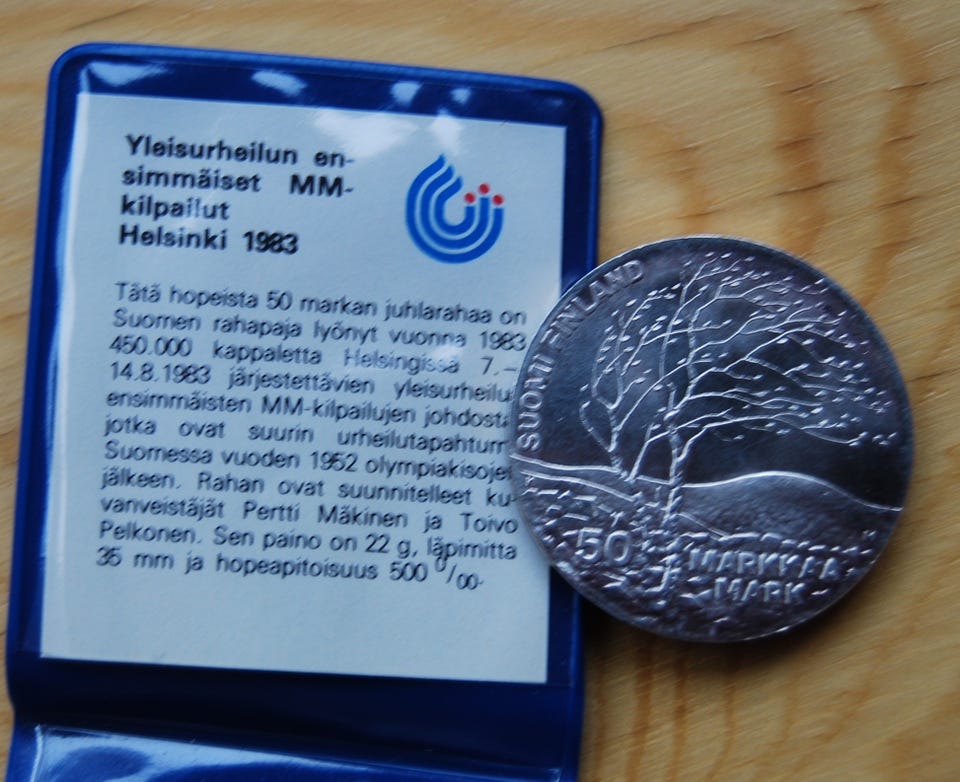 Yleisurheilun en-
simmäiset MM-
kilpailut
Helsinki 1983
Tätä hopeista 50 markan juhlarahaa on
Suomen rahapaja lyönyt vuonna 1983
450.000 kappaletta Helsingissä 7.–
14.8.1983 järjestettävien yleisurheilu
ensimmäisten MM-kilpailujen johdosta
jotka ovat suurin urheilutapahtum
Suomessa vuoden 1952 olympiakisojen
jälkeen. Rahan ovat suunnitelleet ku-
vanveistäjät Pertti Mäkinen ja Toivo
Pelkonen. Sen paino on 22 g, läpimitta
35 mm ja hopeapitoisuus 500 0/00.
SUOMI FINLAND
50 MARKKAA
MARK